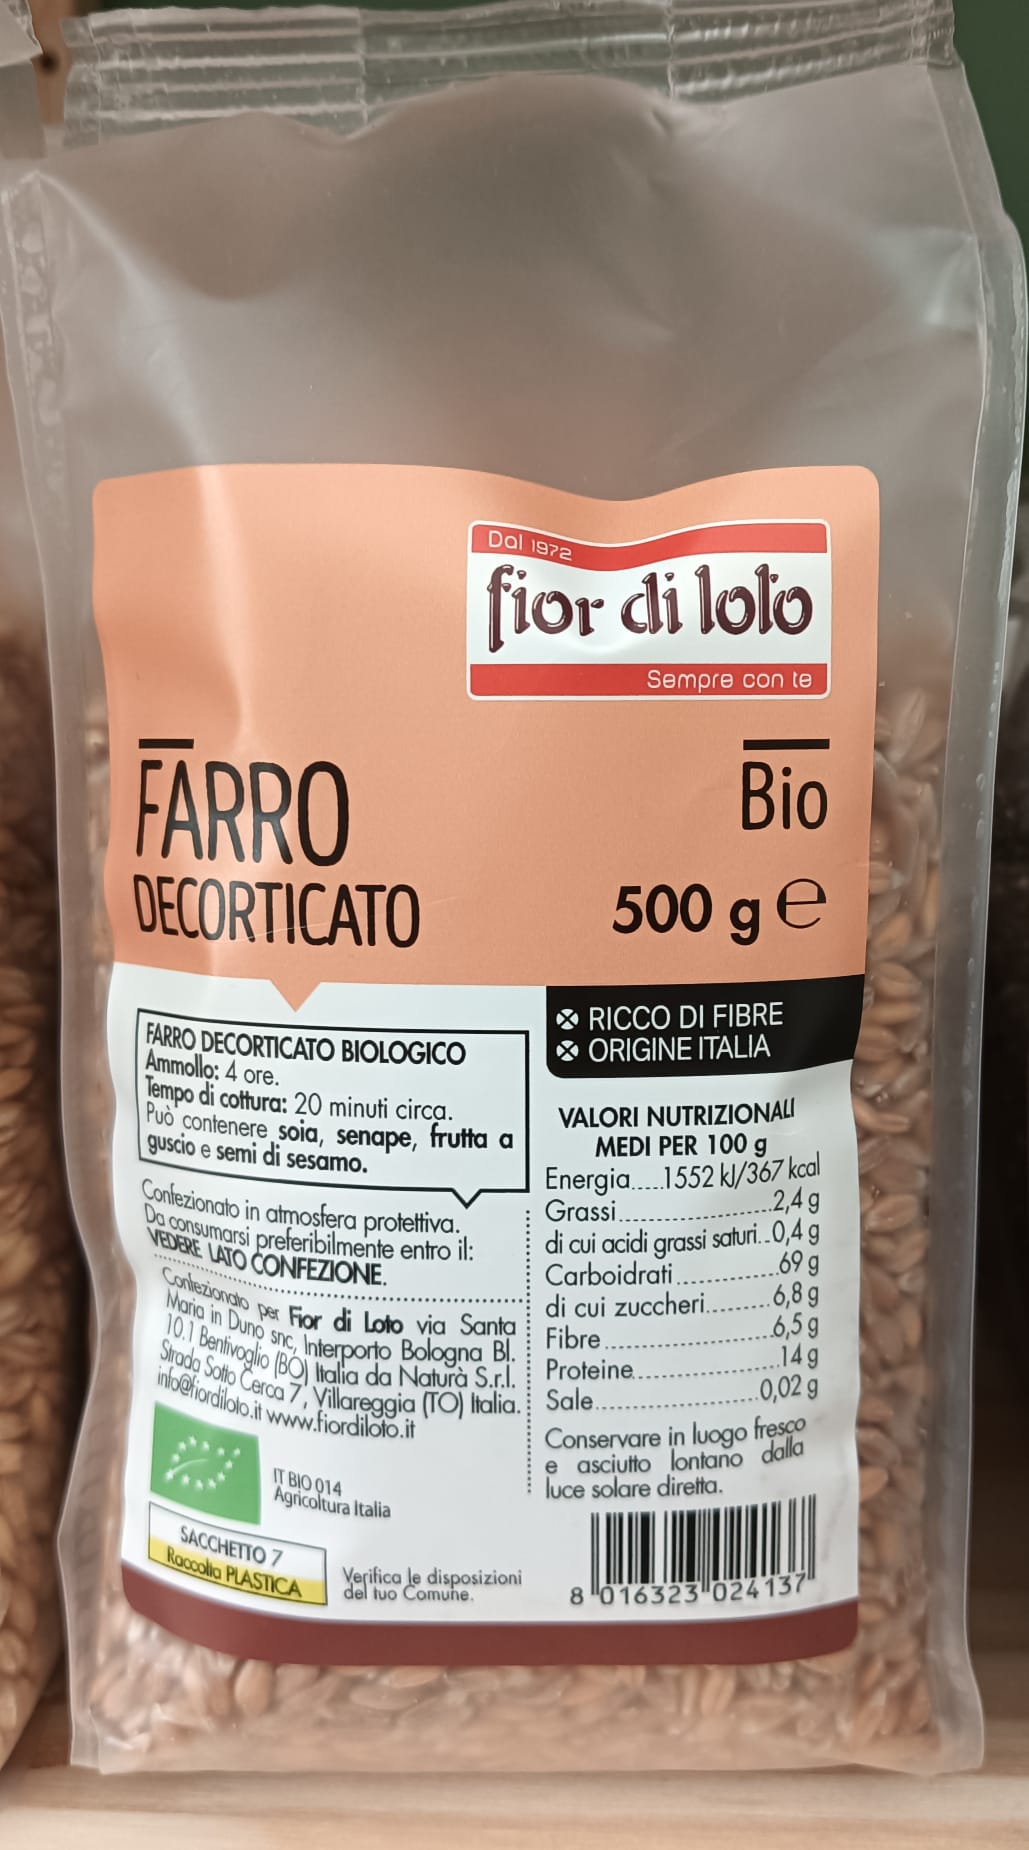 Dal 1972
fior di loto
Sempre con te
FARRO
DECORTICATO
Bio
500 g ℮
FARRO DECORTICATO BIOLOGICO
Ammollo: 4 ore.
Tempo di cottura: 20 minuti circa.
Può contenere soia, senape, frutta a
guscio e semi di sesamo.
Confezionato in atmosfera protettiva.
Da consumarsi preferibilmente entro il:
VEDERE LATO CONFEZIONE.
Confezionato per Fior di Loto via Santa
Maria in Duno snc, Interporto Bologna Bl.
10.1 Bentivoglio (BO) Italia da Naturà S.r.l.
Strada Sotto Cerca 7, Villareggia (TO) Italia.
info@fiordiloto.it www.fiordiloto.it
IT BIO 014
Agricoltura Italia
SACCHETTO 7
Raccolta PLASTICA
Verifica le disposizioni
del tuo Comune.
RICCO DI FIBRE
ORIGINE ITALIA
VALORI NUTRIZIONALI
MEDI PER 100 g
Energia.....1552 kJ/367 kcal
Grassi......................2,4 g
di cui acidi grassi saturi..0,4 g
Carboidrati................69 g
di cui zuccheri..........6,8 g
Fibre........................6,5 g
Proteine....................14 g
Sale........................0,02 g
Conservare in luogo fresco
e asciutto lontano dalla
luce solare diretta.
8 016323 024137